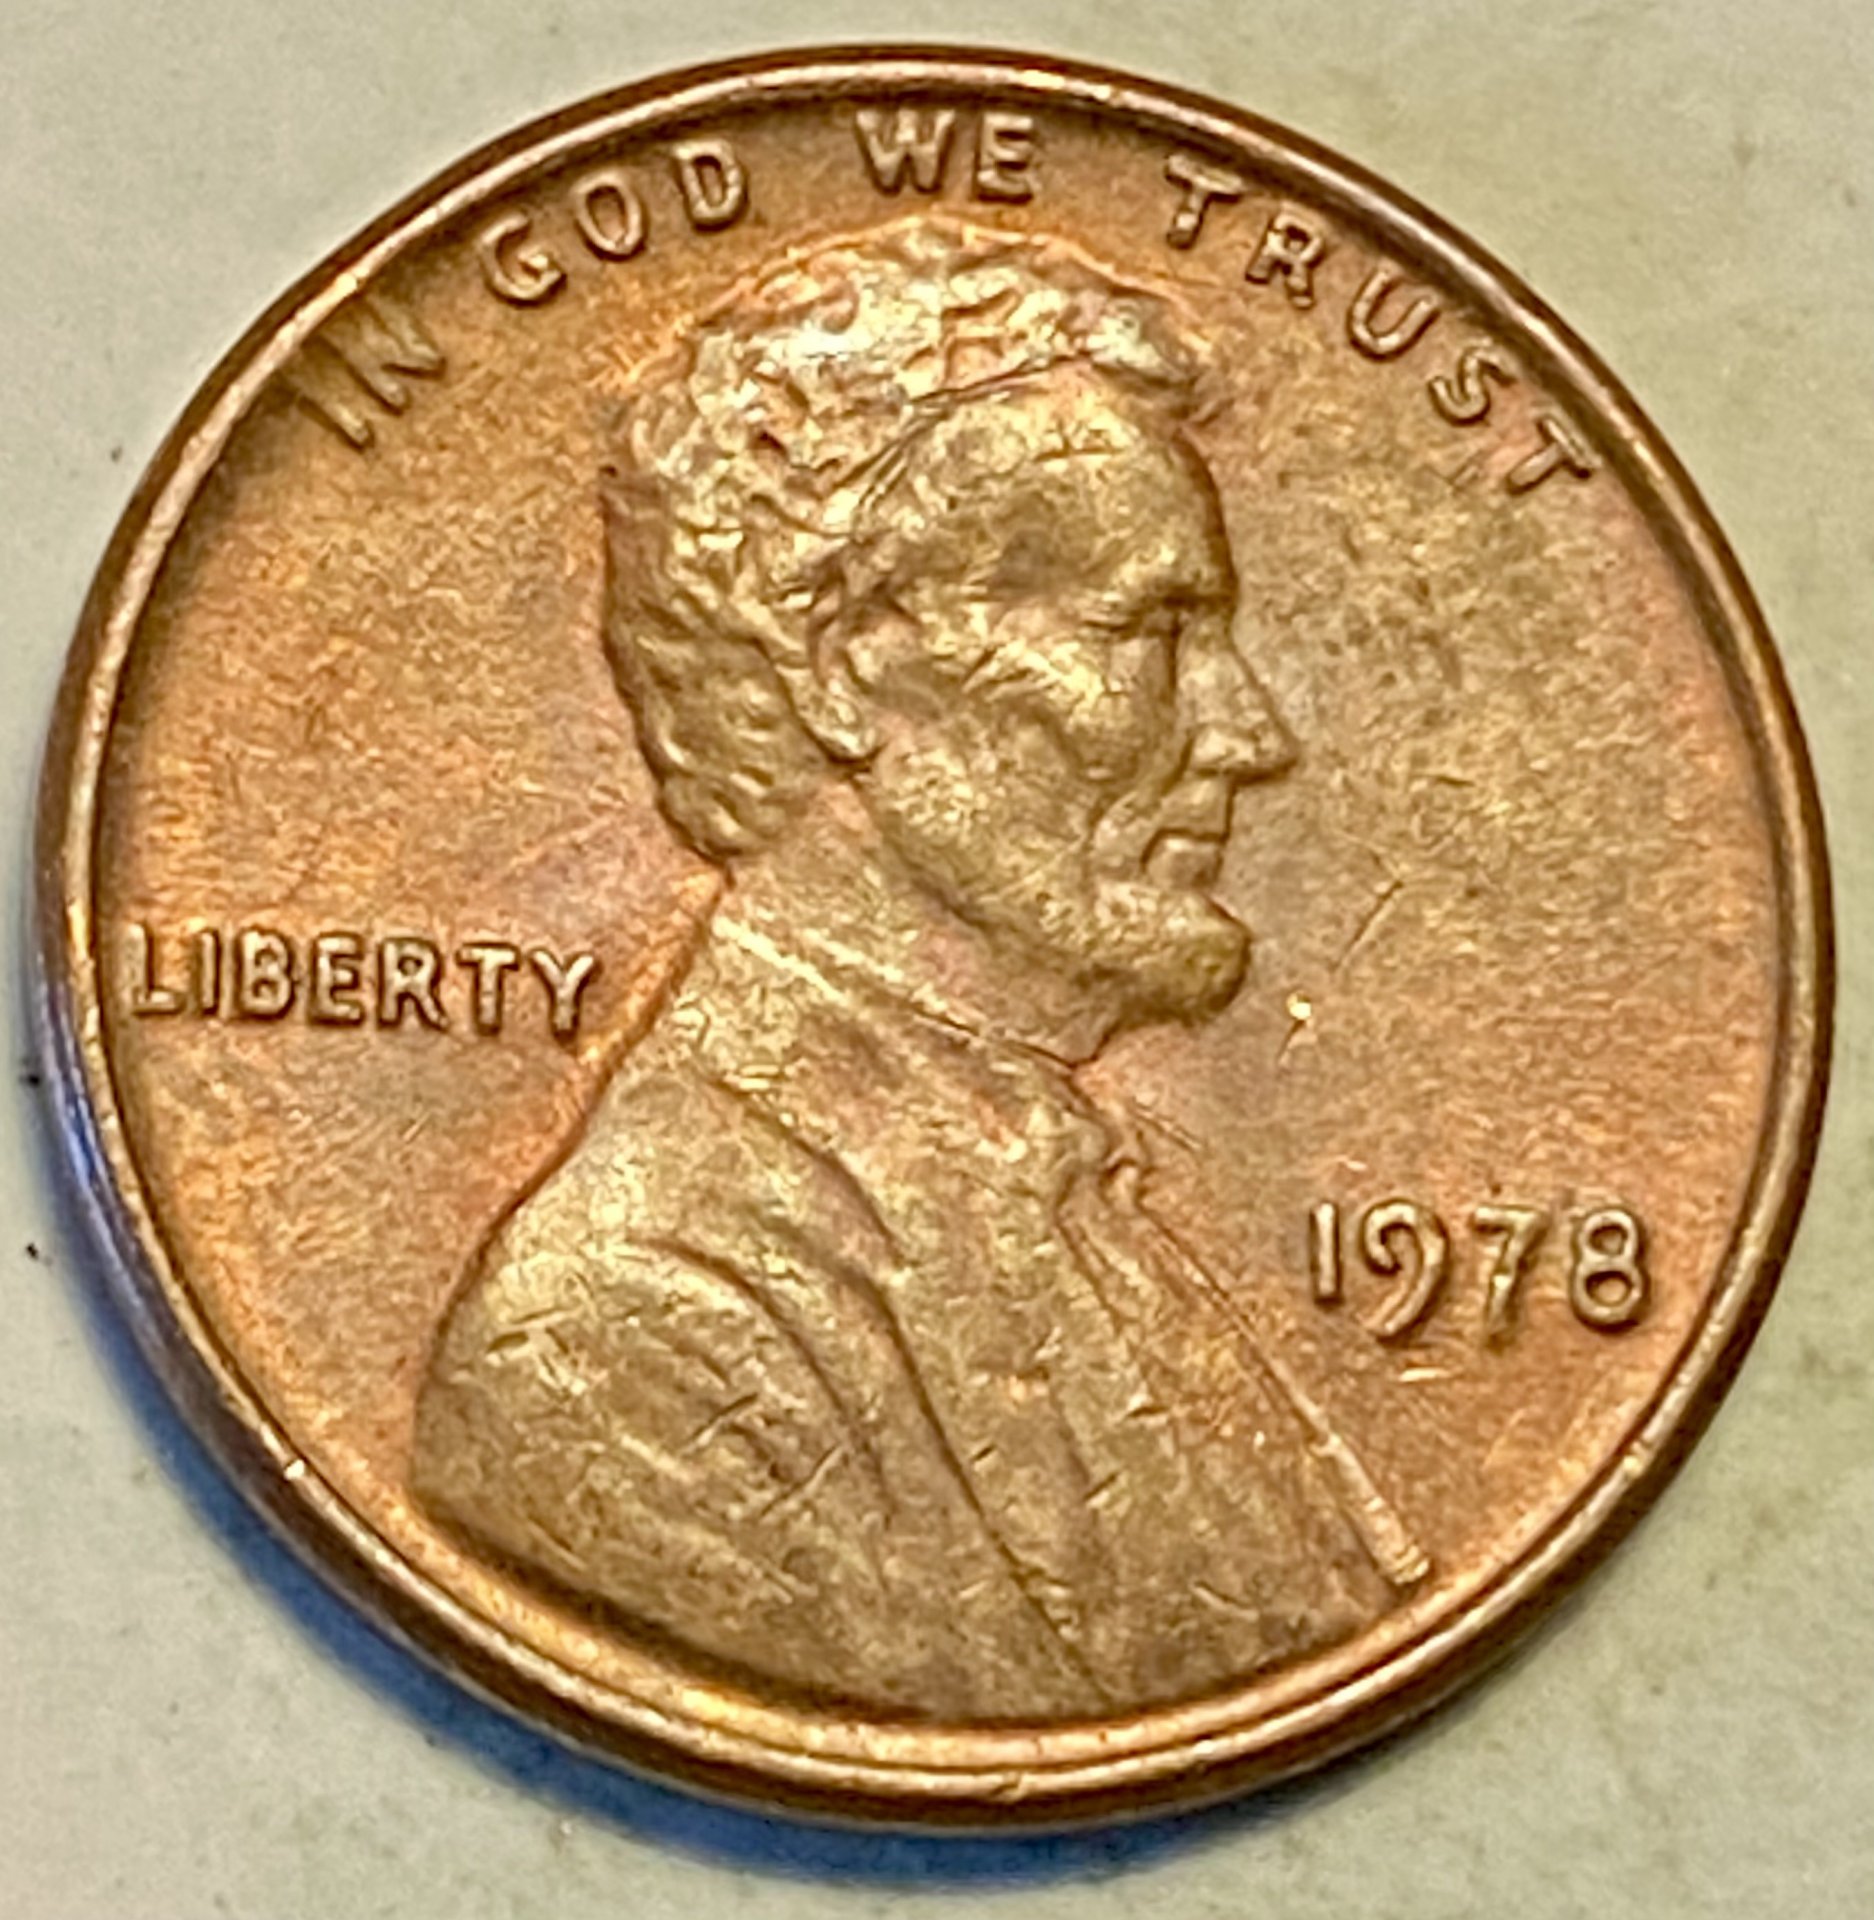 IN GOD WE TRUST
LIBERTY
1978